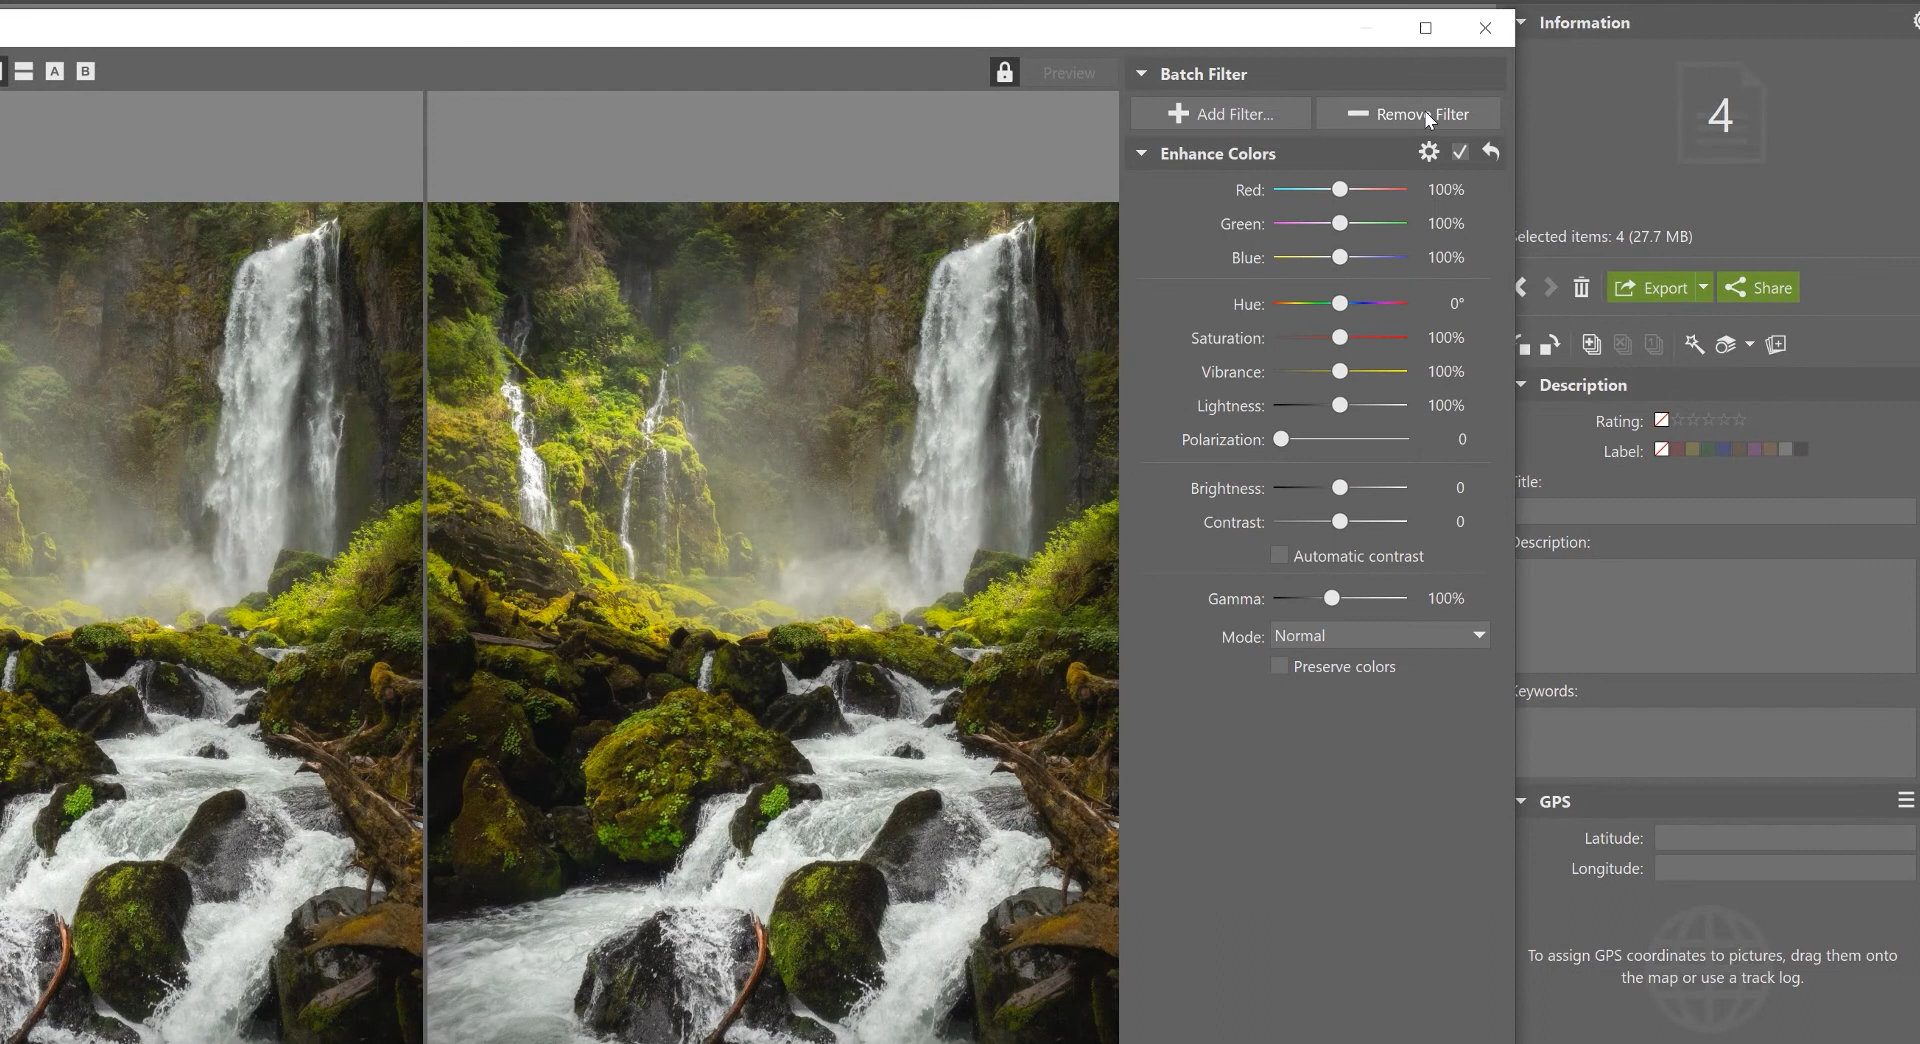 A B
Preview
Batch Filter
Add Filter...
Remove Filter
Enhance Colors
Red: 100%
Green: 100%
Blue: 100%
Hue: 0°
Saturation: 100%
Vibrance: 100%
Lightness: 100%
Polarization: 0
Brightness: 0
Contrast: 0
Automatic contrast
Gamma: 100%
Mode: Normal
Preserve colors
Information
4
elected items: 4 (27.7 MB)
Export
Share
Description
Rating:
Label:
itle:
Description:
Keywords:
GPS
Latitude:
Longitude:
To assign GPS coordinates to pictures, drag them onto
the map or use a track log.